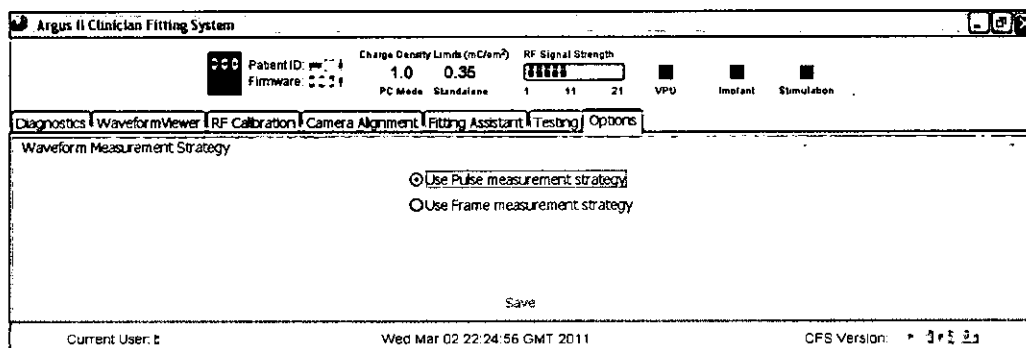 Argus II Clinician Fitting System
Patient ID:
Firmware:
Charge Density Limits (mC/cm²)
1.0 0.35
PC Mode Standalone
RF Signal Strength
1 11 21
VPU Implant Stimulation
Diagnostics Waveform Viewer RF Calibration Camera Alignment Fitting Assistant Testing Options
Waveform Measurement Strategy
Use Pulse measurement strategy
Use Frame measurement strategy
Save
Current User: Wed Mar 02 22:24:56 GMT 2011 CFS Version: